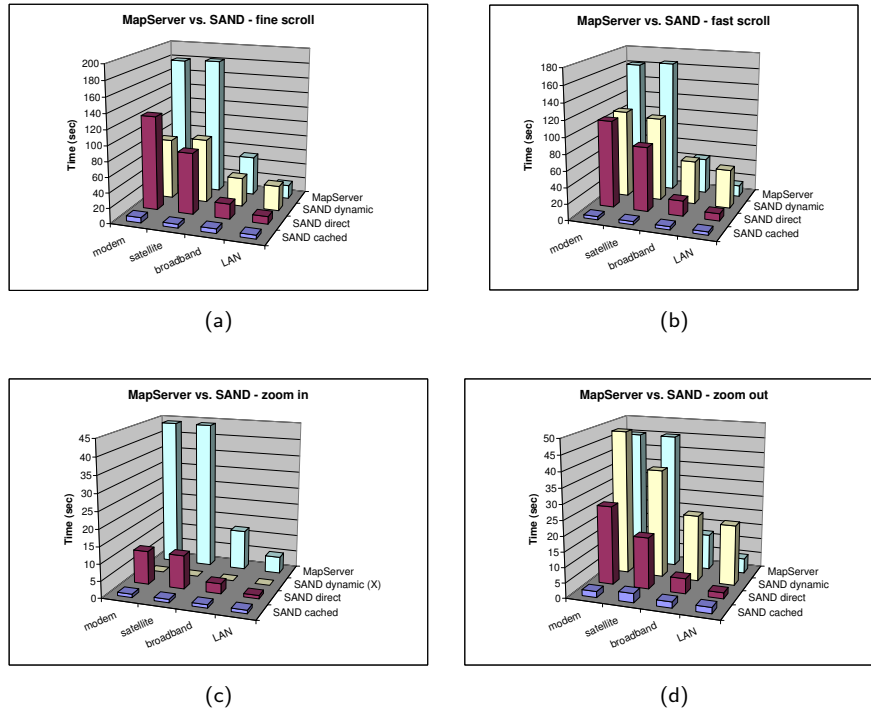 MapServer vs. SAND - fine scroll
200
180
160
140
120
100
80
60
40
20
0
Time (sec)
modem
satellite
broadband
LAN
MapServer
SAND dynamic
SAND direct
SAND cached
(a)
MapServer vs. SAND - fast scroll
180
160
140
120
100
80
60
40
20
0
Time (sec)
modem
satellite
broadband
LAN
MapServer
SAND dynamic
SAND direct
SAND cached
(b)
MapServer vs. SAND - zoom in
45
40
35
30
25
20
15
10
5
0
Time (sec)
modem
satellite
broadband
LAN
MapServer
SAND dynamic (X)
SAND direct
SAND cached
(c)
MapServer vs. SAND - zoom out
50
45
40
35
30
25
20
15
10
5
0
Time (sec)
modem
satellite
broadband
LAN
MapServer
SAND dynamic
SAND direct
SAND cached
(d)